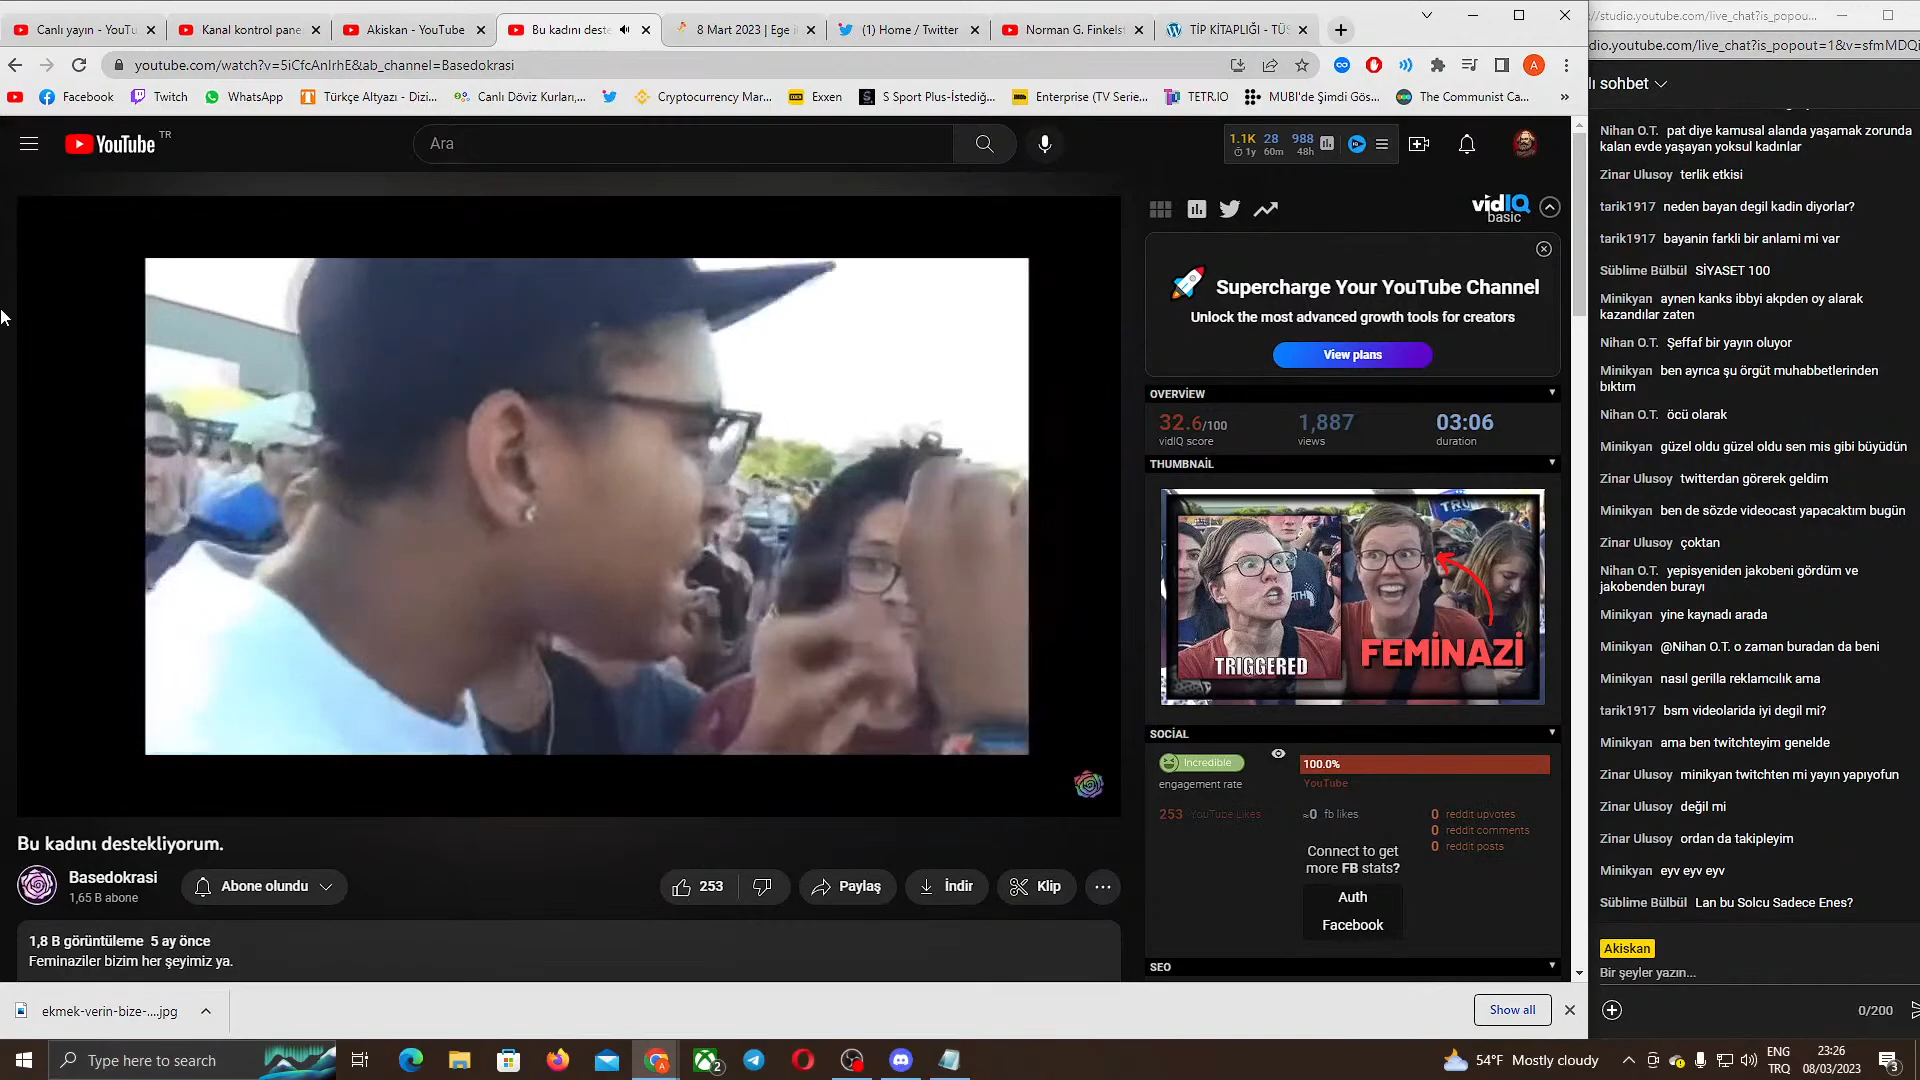 Canlı yayın - YouTu
Kanal kontrol pane
Akiskan - YouTube
Bu kadını deste
8 Mart 2023 | Ege i
(1) Home / Twitter
Norman G. Finkelst
TİP KİTAPLIĞI - TÜS
youtube.com/watch?v=5iCfcAnIrhE&ab_channel=Basedokrasi
Facebook
Twitch
WhatsApp
Türkçe Altyazı - Dizi...
Canlı Döviz Kurları,...
Cryptocurrency Mar...
Exxen
S Sport Plus-İstediğ...
Enterprise (TV Serie...
TETR.IO
MUBI'de Şimdi Gös...
The Communist Ca...
»
YouTube TR
Ara
1.1K 28 988
1y 60m 48h
A
vidIQ
basic
Supercharge Your YouTube Channel
Unlock the most advanced growth tools for creators
View plans
OVERVİEW
32.6/100 1,887 03:06
vidIQ score views duration
THUMBNAİL
TRUMP
TRIGGERED
FEMİNAZİ
SOCİAL
Incredible
engagement rate
100.0%
YouTube
253 YouTube Likes
≈0 fb likes
0 reddit upvotes
0 reddit comments
0 reddit posts
Connect to get
more FB stats?
Auth
Facebook
SEO
Bu kadını destekliyorum.
Basedokrasi
1,65 B abone
Abone olundu
253
Paylaş
İndir
Klip
1,8 B görüntüleme 5 ay önce
Feminaziler bizim her şeyimiz ya.
://studio.youtube.com/live_chat?is_popou...
dio.youtube.com/live_chat?is_popout=1&v=sfmMDQi
lı sohbet
Nihan O.T. pat diye kamusal alanda yaşamak zorunda
kalan evde yaşayan yoksul kadınlar
Zinar Ulusoy terlik etkisi
tarik1917 neden bayan degil kadin diyorlar?
tarik1917 bayanin farkli bir anlami mi var
Süblime Bülbül SİYASET 100
Minikyan aynen kanks ibbyi akpden oy alarak
kazandılar zaten
Nihan O.T. Şeffaf bir yayın oluyor
Minikyan ben ayrıca şu örgüt muhabbetlerinden
bıktım
Nihan O.T. öcü olarak
Minikyan güzel oldu güzel oldu sen mis gibi büyüdün
Zinar Ulusoy twitterdan görerek geldim
Minikyan ben de sözde videocast yapacaktım bugün
Zinar Ulusoy çoktan
Nihan O.T. yepisyeniden jakobeni gördüm ve
jakobenden burayı
Minikyan yine kaynadı arada
Minikyan @Nihan O.T. o zaman buradan da beni
Minikyan nasıl gerilla reklamcılık ama
tarik1917 bsm videolarida iyi degil mi?
Minikyan ama ben twitchteyim genelde
Zinar Ulusoy minikyan twitchten mi yayın yapıyofun
Zinar Ulusoy değil mi
Zinar Ulusoy ordan da takipleyim
Minikyan eyv eyv eyv
Süblime Bülbül Lan bu Solcu Sadece Enes?
Akiskan
Bir şeyler yazın...
0/200
ekmek-verin-bize-....jpg
Show all
Type here to search
2
54°F Mostly cloudy
ENG
TRQ
23:26
08/03/2023
3